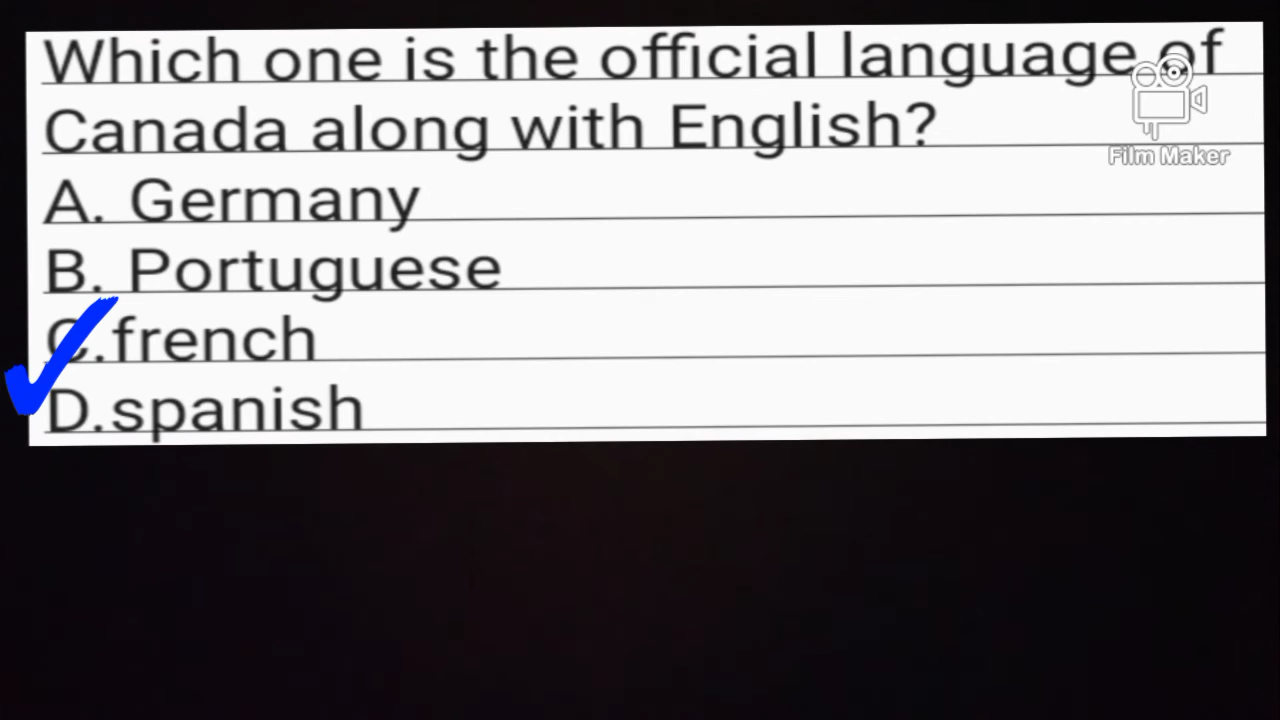 Which one is the official language of
Canada along with English?
A. Germany
B. Portuguese
C.french
D.spanish
Film Maker